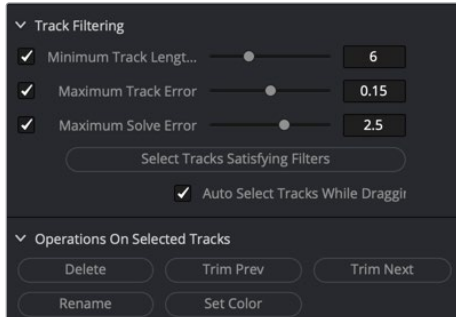 Track Filtering
Minimum Track Lengt... 6
Maximum Track Error 0.15
Maximum Solve Error 2.5
Select Tracks Satisfying Filters
Auto Select Tracks While Draggin
Operations On Selected Tracks
Delete Trim Prev Trim Next
Rename Set Color